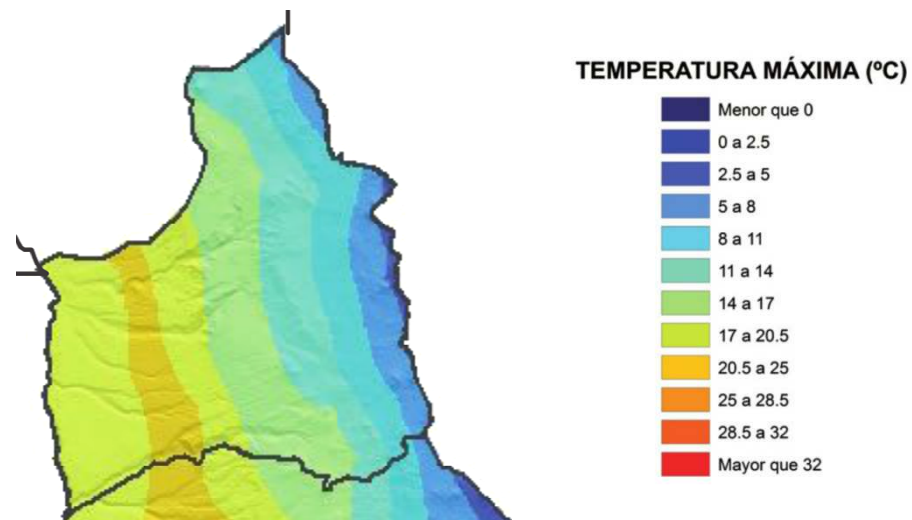 TEMPERATURA MÁXIMA (ºC)
Menor que 0
0 a 2.5
2.5 a 5
5 a 8
8 a 11
11 a 14
14 a 17
17 a 20.5
20.5 a 25
25 a 28.5
28.5 a 32
Mayor que 32